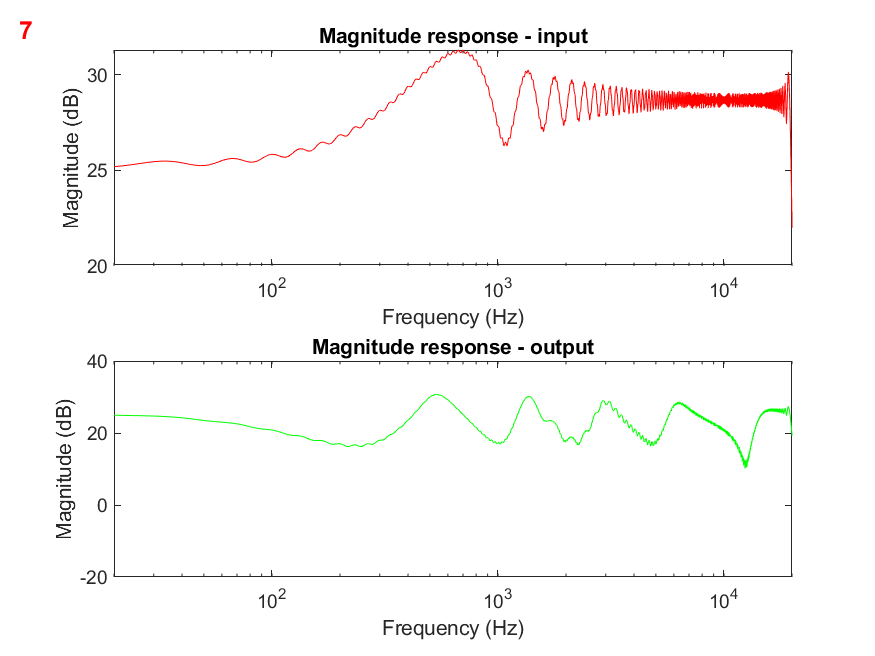 7
Magnitude response - input
30
25
20
Magnitude (dB)
10^2 10^3 10^4
Frequency (Hz)
Magnitude response - output
40
20
0
-20
Magnitude (dB)
10^2 10^3 10^4
Frequency (Hz)